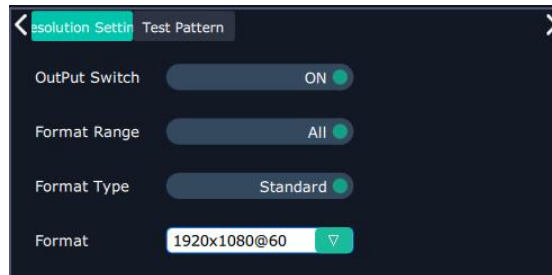 esolution Settin Test Pattern
OutPut Switch ON
Format Range All
Format Type Standard
Format 1920x1080@60